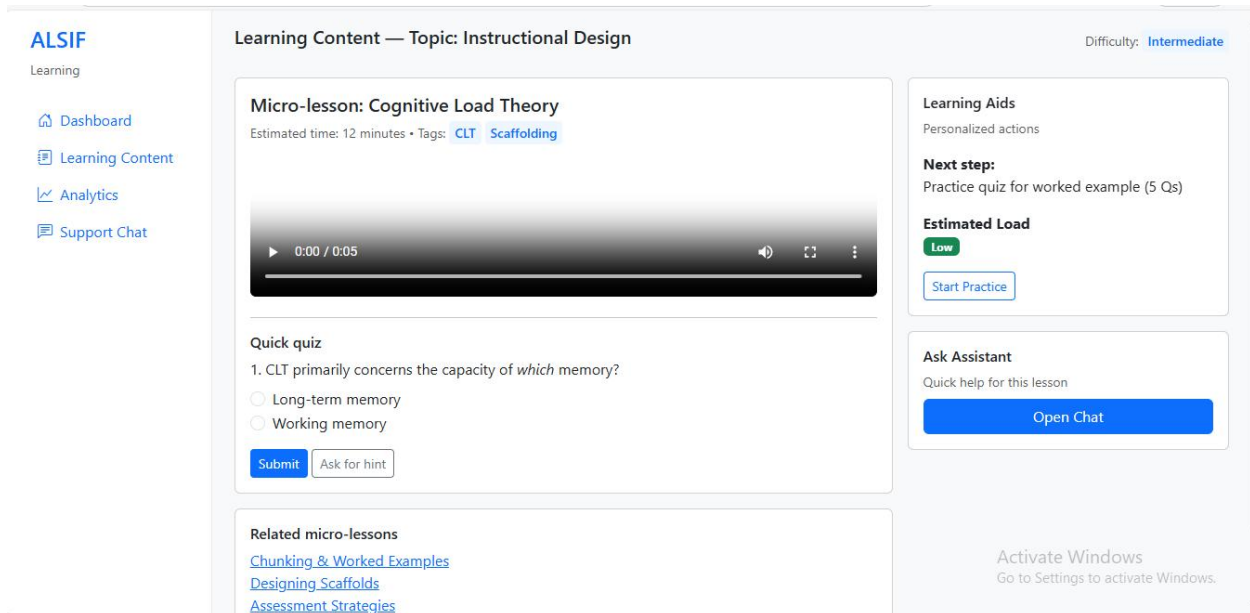 ALSIF
Learning
Dashboard
Learning Content
Analytics
Support Chat
Learning Content — Topic: Instructional Design
Difficulty: Intermediate
Micro-lesson: Cognitive Load Theory
Estimated time: 12 minutes • Tags: CLT Scaffolding
0:00 / 0:05
Quick quiz
1. CLT primarily concerns the capacity of which memory?
Long-term memory
Working memory
Submit Ask for hint
Related micro-lessons
Chunking & Worked Examples
Designing Scaffolds
Assessment Strategies
Learning Aids
Personalized actions
Next step:
Practice quiz for worked example (5 Qs)
Estimated Load
Low
Start Practice
Ask Assistant
Quick help for this lesson
Open Chat
Activate Windows
Go to Settings to activate Windows.